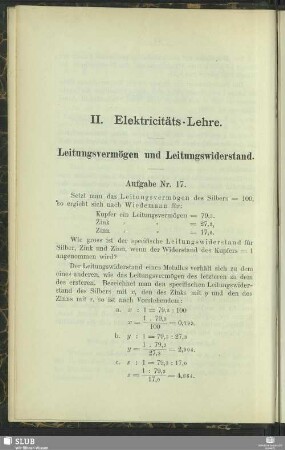 II. Elektricitäts-Lehre.
Leitungsvermögen und Leitungswiderstand.
Aufgabe Nr. 17.
Setzt man das Leitungsvermögen des Silbers = 100,
so ergiebt sich nach Wiedemann für:
Kupfer ein Leitungsvermögen = 79,3,
Zink „ „ = 27,3,
Zinn „ „ = 17,0.
Wie gross ist der spezifische Leitungswiderstand für
Silber, Zink und Zinn, wenn der Widerstand des Kupfers = 1
angenommen wird?
Der Leitungswiderstand eines Metalles verhält sich zu dem
eines anderen, wie das Leitungsvermögen des letzteren zu dem
des ersteren. Bezeichnet man den spezifischen Leitungswider-
stand des Silbers mit x, den des Zinks mit y und den des
Zinks mit z, so ist nach Vorstehendem:
a. x : 1 = 79,3 : 100
x = 1 . 79,3 / 100 = 0,793.
b. y : 1 = 79,3 : 27,3
y = 1 . 79,3 / 27,3 = 2,904.
c. z : 1 = 79,3 : 17,0
z = 1 : 79,3 / 17,0 =
SLUB